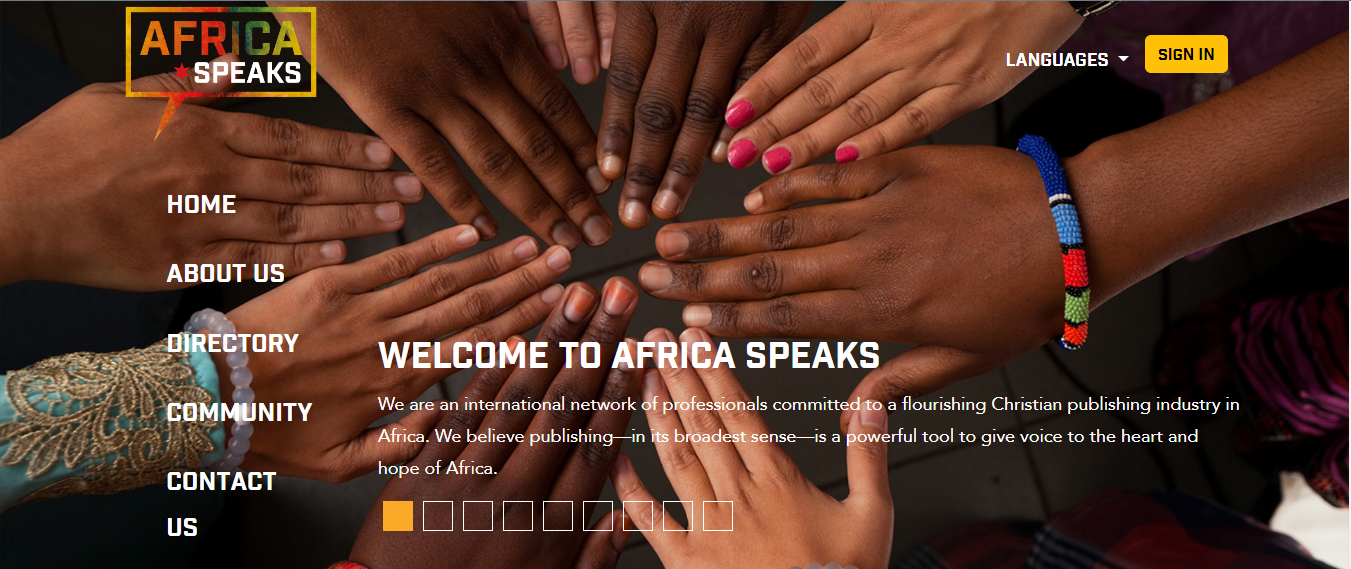 AFRICA
SPEAKS
LANGUAGES
SIGN IN
HOME
ABOUT US
DIRECTORY
COMMUNITY
CONTACT
US
WELCOME TO AFRICA SPEAKS
We are an international network of professionals committed to a flourishing Christian publishing industry in
Africa. We believe publishing—in its broadest sense—is a powerful tool to give voice to the heart and
hope of Africa.